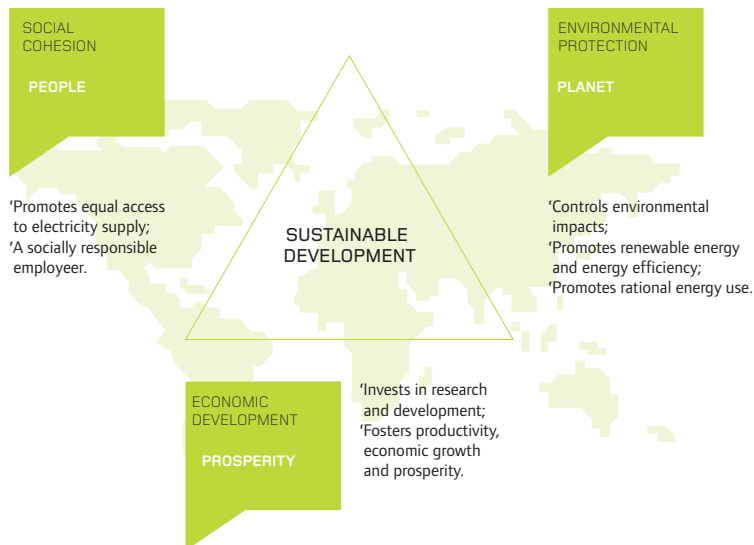 SOCIAL
COHESION
PEOPLE
‘Promotes equal access
to electricity supply;
‘A socially responsible
employeer.
ENVIRONMENTAL
PROTECTION
PLANET
‘Controls environmental
impacts;
‘Promotes renewable energy
and energy efficiency;
‘Promotes rational energy use.
SUSTAINABLE
DEVELOPMENT
ECONOMIC
DEVELOPMENT
PROSPERITY
‘Invests in research
and development;
‘Fosters productivity,
economic growth
and prosperity.